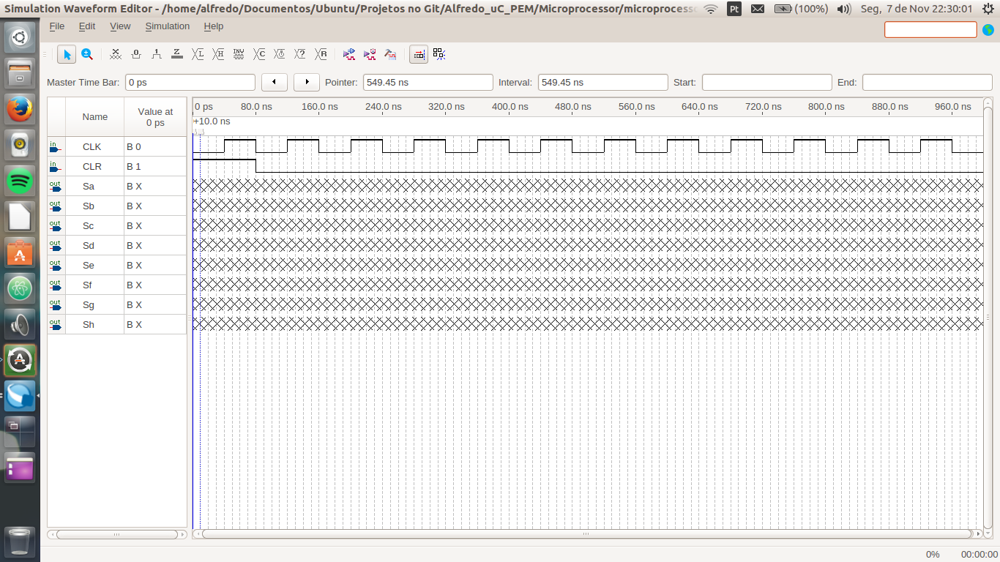 Simulation Waveform Editor - /home/alfredo/Documentos/Ubuntu/Projetos no Git/Alfredo_uC_PEM/Microprocessor/microprocess
Pt
(100%)
Seg, 7 de Nov 22:30:01
File Edit View Simulation Help
Master Time Bar: 0 ps Pointer: 549.45 ns Interval: 549.45 ns Start: End:
Name Value at 0 ps
0 ps 80.0 ns 160.0 ns 240.0 ns 320.0 ns 400.0 ns 480.0 ns 560.0 ns 640.0 ns 720.0 ns 800.0 ns 880.0 ns 960.0 ns
+10.0 ns
in CLK B 0
in CLR B 1
out Sa B X
out Sb B X
out Sc B X
out Sd B X
out Se B X
out Sf B X
out Sg B X
out Sh B X
0% 00:00:00